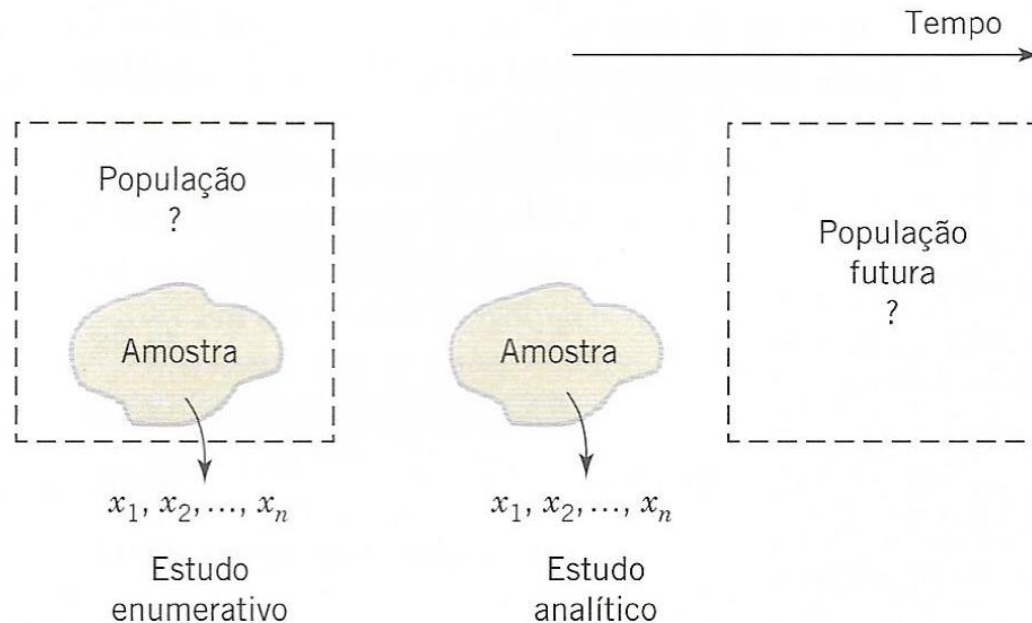 Tempo
População
?
Amostra
x₁, x₂,..., xₙ
Estudo
enumerativo
Amostra
x₁, x₂,..., xₙ
Estudo
analítico
População
futura
?